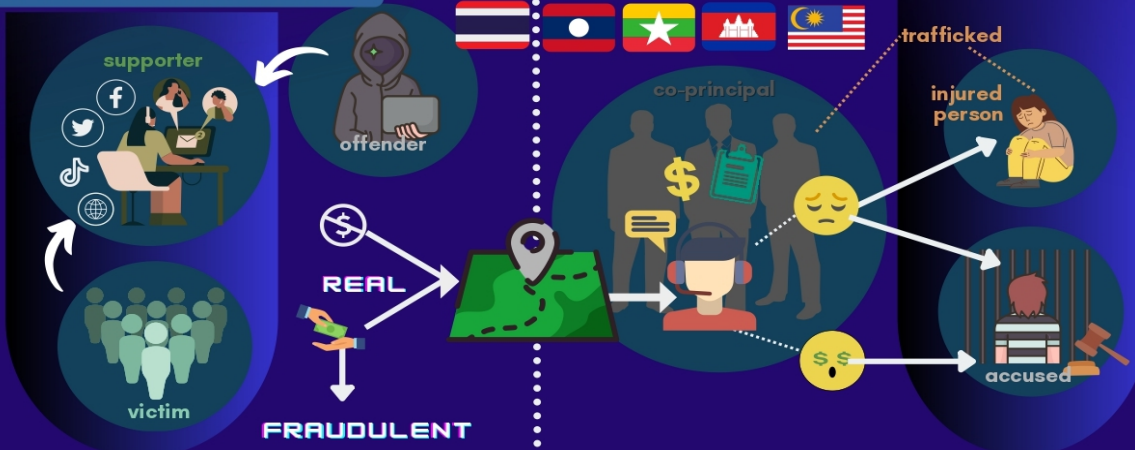 supporter
offender
victim
REAL
FRAUDULENT
co-principal
trafficked
injured
person
accused